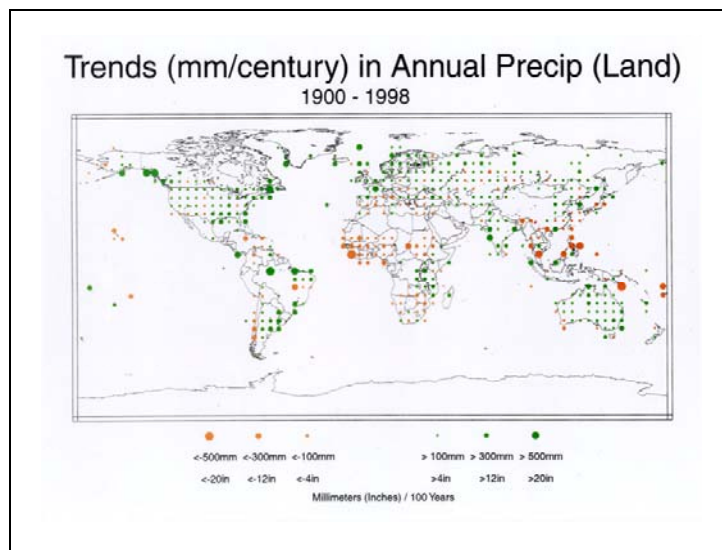 Trends (mm/century) in Annual Precip (Land)
1900 - 1998
<-500mm <-300mm <-100mm > 100mm > 300mm > 500mm
<-20in <-12in <-4in >4in >12in >20in
Millimeters (Inches) / 100 Years